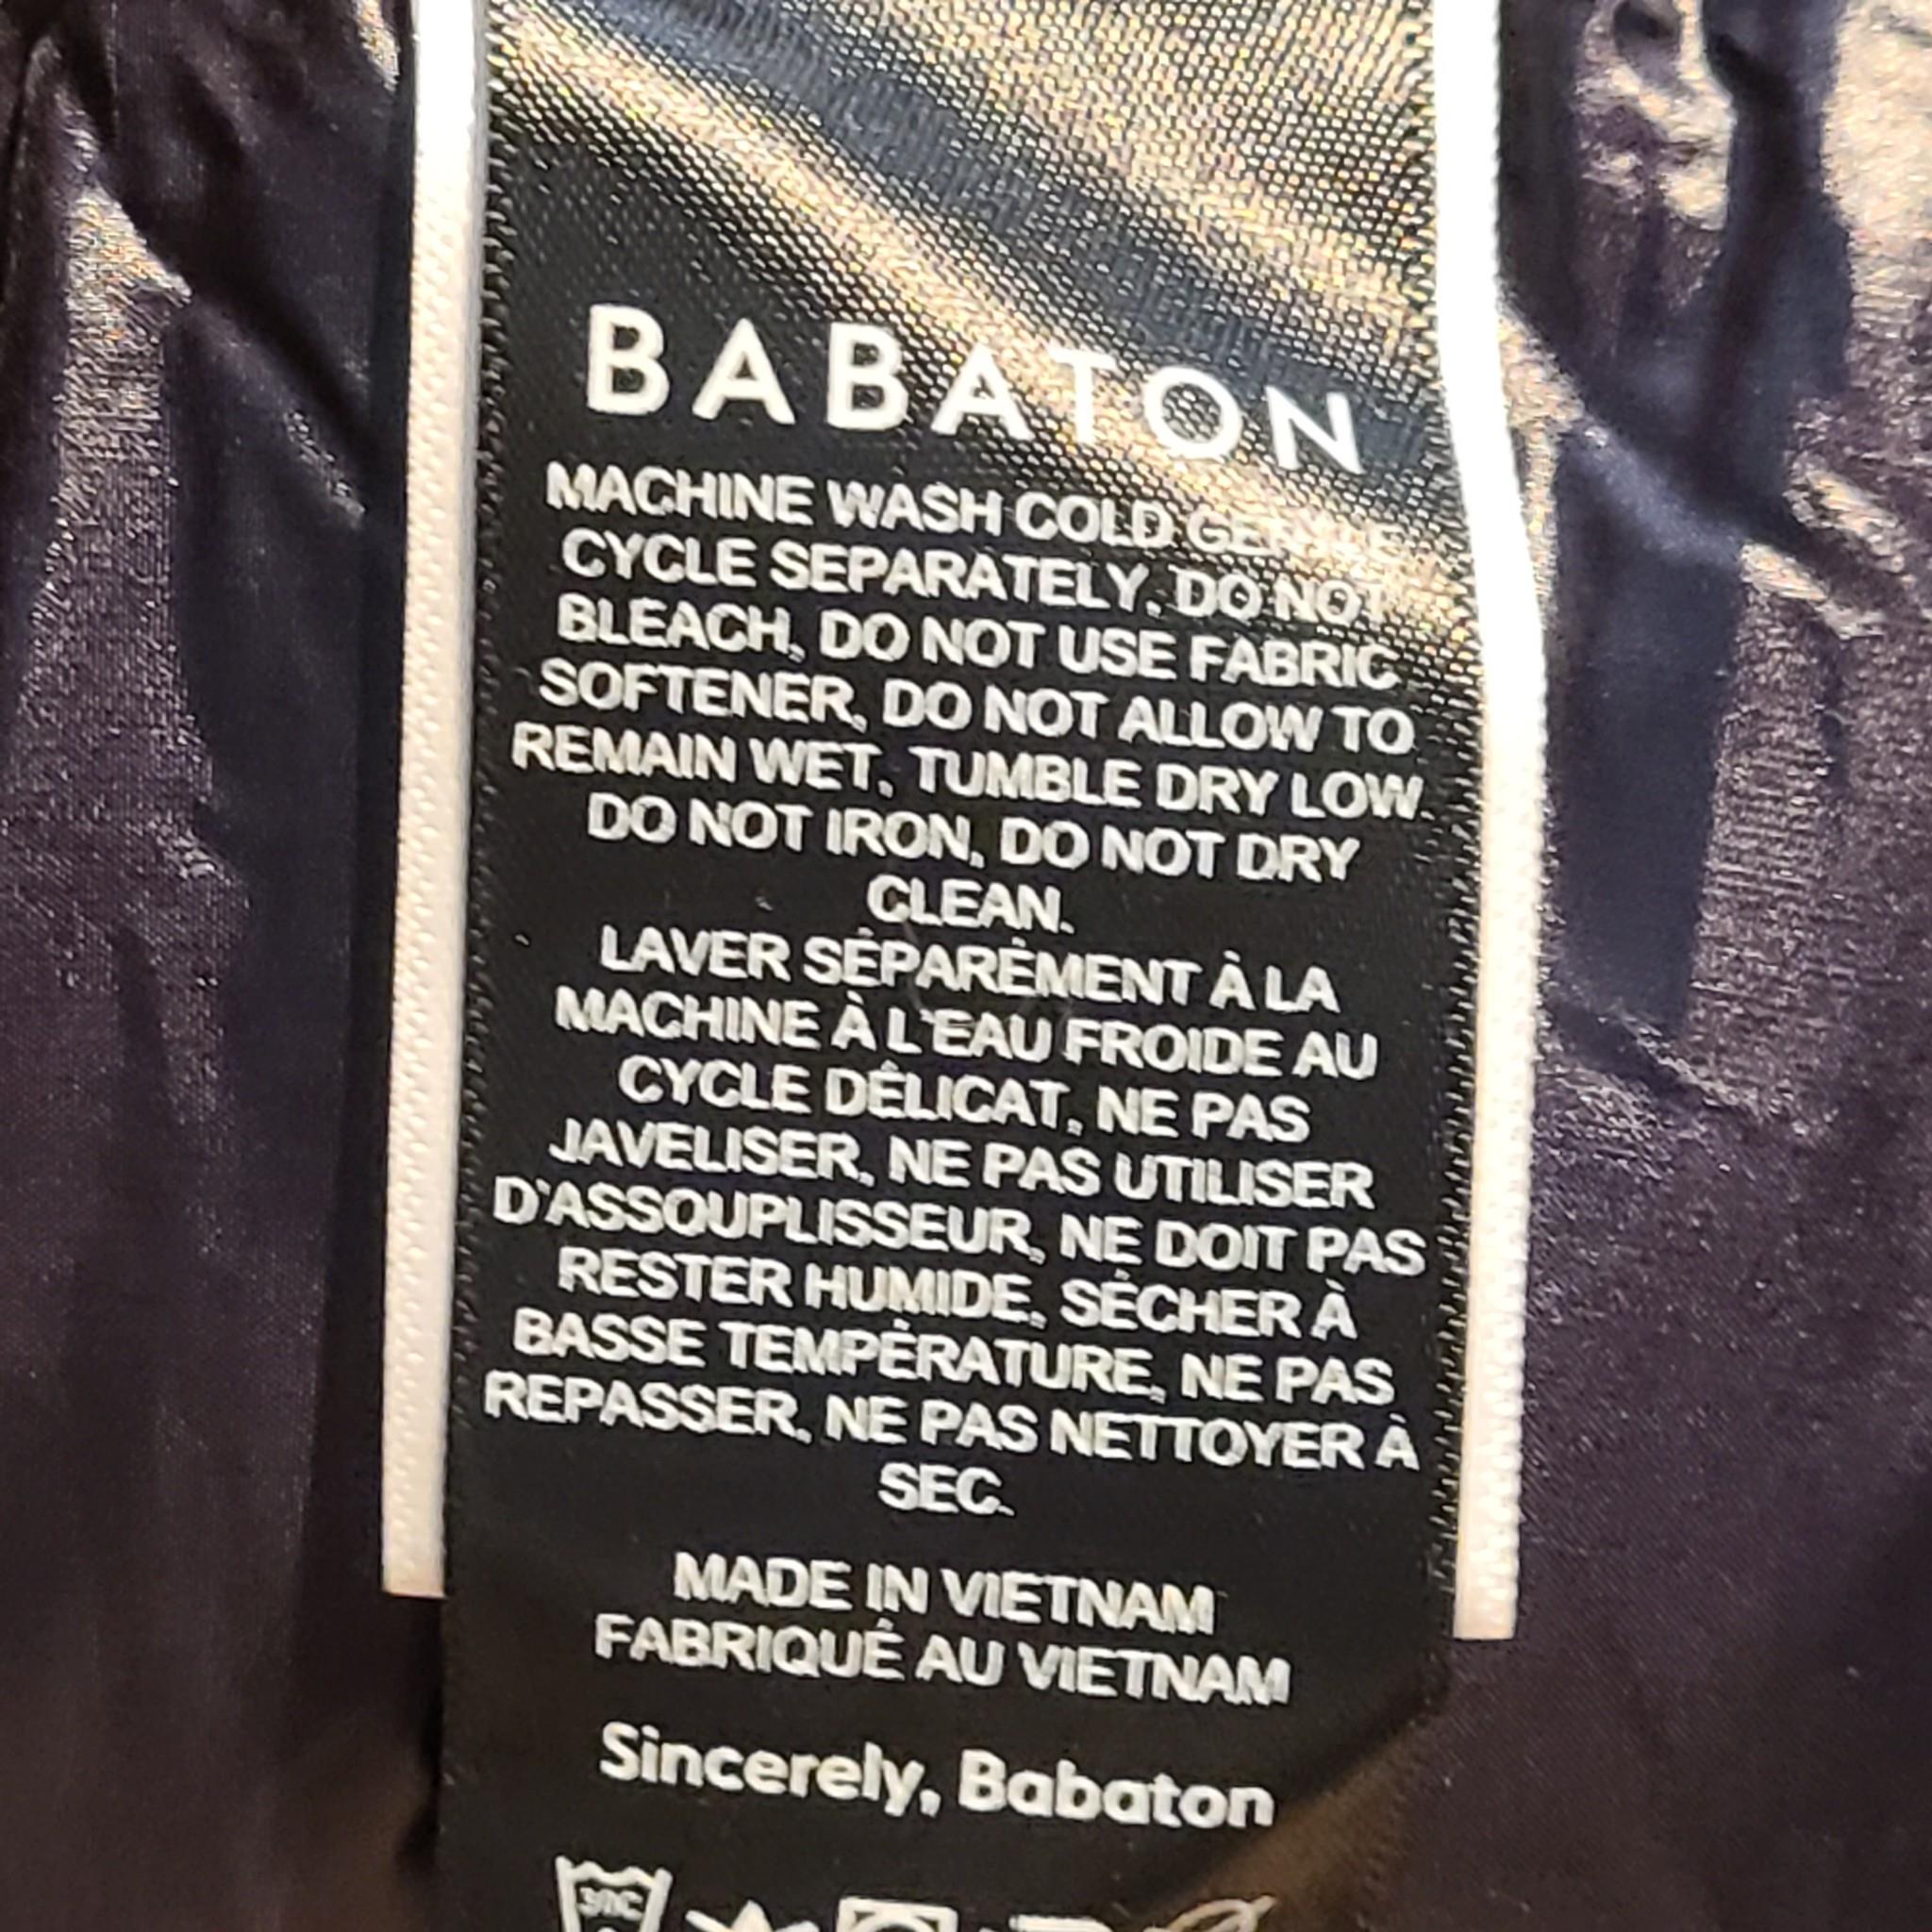 BABATON
MACHINE WASH COLD GENTLE
CYCLE SEPARATELY, DO NOT
BLEACH, DO NOT USE FABRIC
SOFTENER, DO NOT ALLOW TO
REMAIN WET, TUMBLE DRY LOW.
DO NOT IRON, DO NOT DRY
CLEAN.
LAVER SÉPARÉMENT À LA
MACHINE À L'EAU FROIDE AU
CYCLE DÉLICAT, NE PAS
JAVELISER, NE PAS UTILISER
D'ASSOUPLISSEUR, NE DOIT PAS
RESTER HUMIDE, SÉCHER À
BASSE TEMPÉRATURE, NE PAS
REPASSER, NE PAS NETTOYER À
SEC.
MADE IN VIETNAM
FABRIQUÉ AU VIETNAM
Sincerely, Babaton